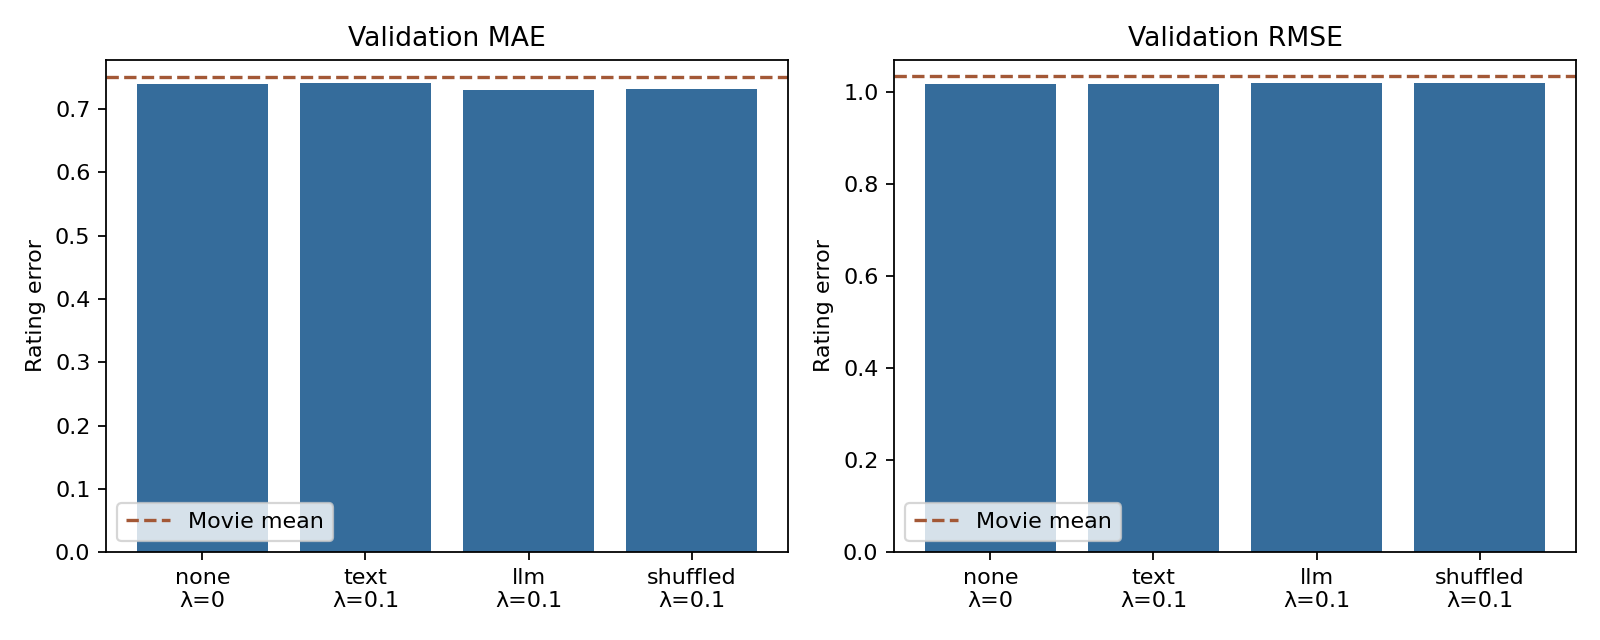 Validation MAE
Rating error
0.7
0.6
0.5
0.4
0.3
0.2
0.1
0.0
Movie mean
none
λ=0
text
λ=0.1
llm
λ=0.1
shuffled
λ=0.1
Validation RMSE
Rating error
1.0
0.8
0.6
0.4
0.2
0.0
Movie mean
none
λ=0
text
λ=0.1
llm
λ=0.1
shuffled
λ=0.1